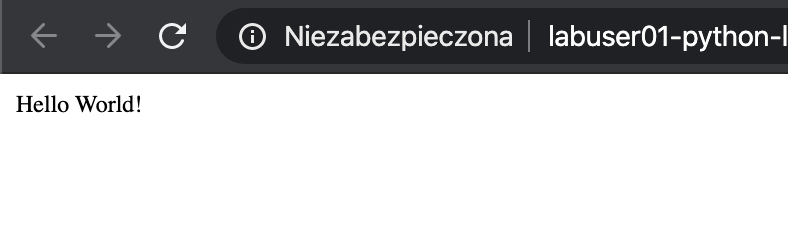 Niezabezpieczona | labuser01-python-l
Hello World!